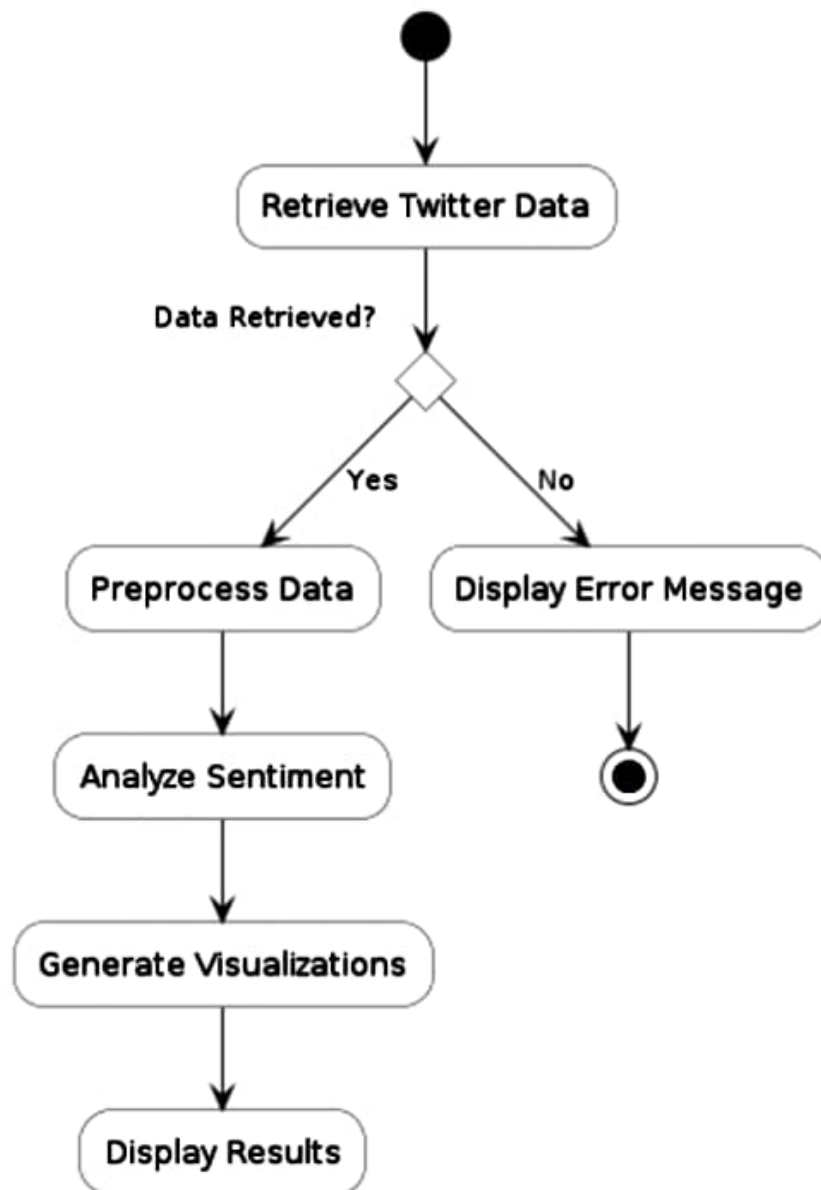 Retrieve Twitter Data
Data Retrieved?
Yes
No
Preprocess Data
Display Error Message
Analyze Sentiment
Generate Visualizations
Display Results